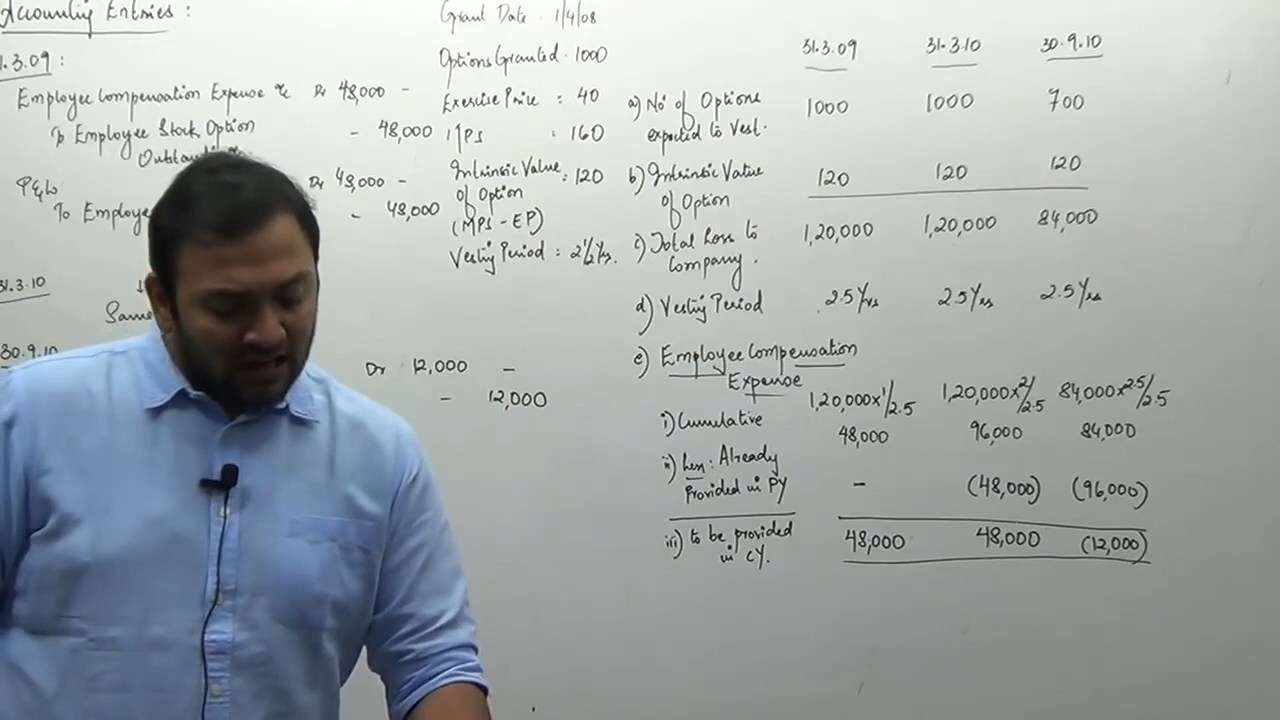 Accounting Entries :
1.3.09 :
Employee Compensation Expense a/c Dr 48,000 -
To Employee Stock Option - 48,000
Outstanding a/c.
P&L Dr 48,000 -
To Employee - 48,000
31.3.10
Same
30.9.10
Dr 12,000 -
- 12,000
Grant Date . 1/4/08
Options Granted . 1000
Exercise Price : 40
MPS : 160
Intrinsic Value : 120
of Option
(MPS - EP)
Vesting Period : 2 1/2 Yrs.
31.3.09 31.3.10 30.9.10
a) No of Options 1000 1000 700
expected to Vest.
b) Intrinsic Value 120 120 120
of Option
c) Total Loss to 1,20,000 1,20,000 84,000
Company .
d) Vesting Period 2.5 Yrs 2.5 Yrs 2.5 Yrs
e) Employee Compensation
Expense 1,20,000x1/2.5 1,20,000x2/2.5 84,000x2.5/2.5
i) Cumulative 48,000 96,000 84,000
ii) Less : Already
Provided in PY - (48,000) (96,000)
iii) to be provided 48,000 48,000 (12,000)
in CY.